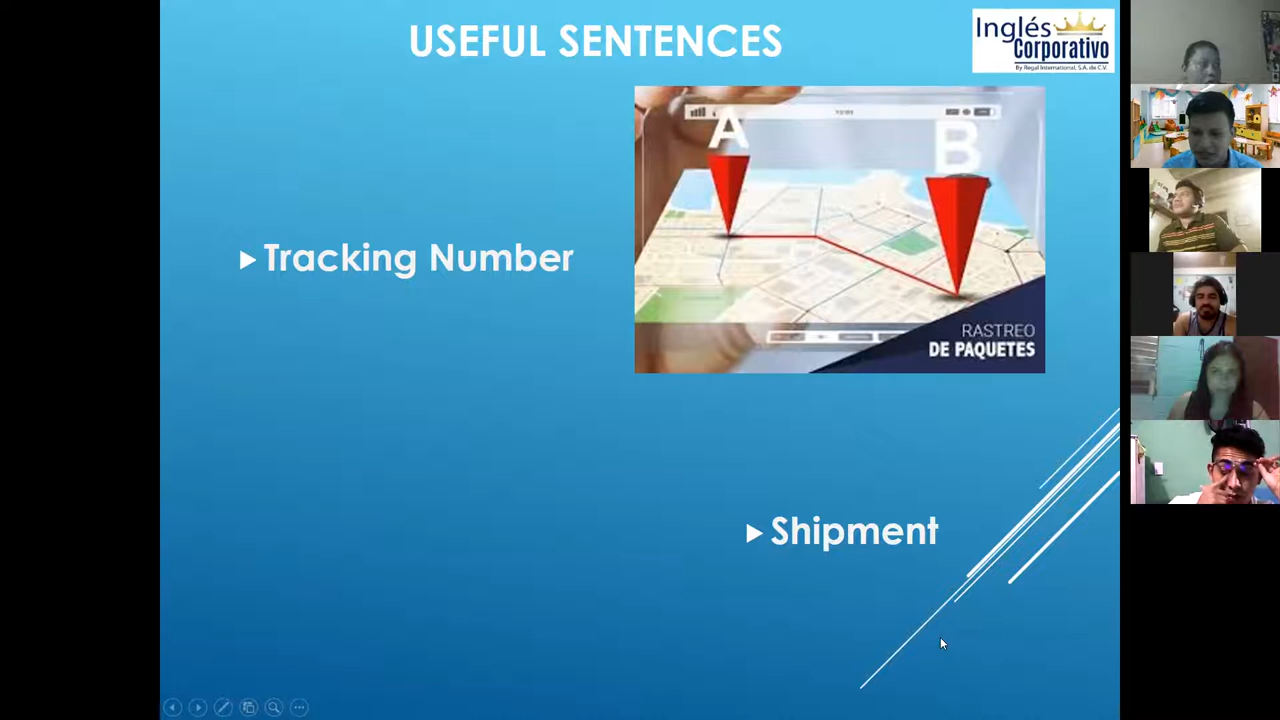 USEFUL SENTENCES
Inglés
Corporativo
By Regal International, S.A. de C.V.
A
B
Tracking Number
RASTREO
DE PAQUETES
Shipment